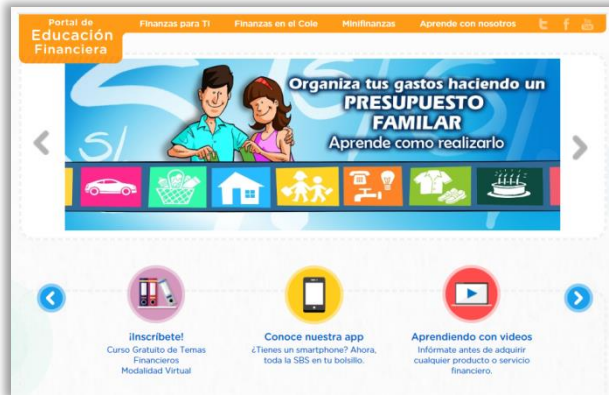 Portal de
Educación
Financiera
Finanzas para Ti
Finanzas en el Cole
Minifinanzas
Aprende con nosotros
Organiza tus gastos haciendo un
PRESUPUESTO
FAMILAR
Aprende como realizarlo
S/.
¡Inscríbete!
Curso Gratuito de Temas
Financieros
Modalidad Virtual
Conoce nuestra app
¿Tienes un smartphone? Ahora,
toda la SBS en tu bolsillo.
Aprendiendo con videos
Infórmate antes de adquirir
cualquier producto o servicio
financiero.